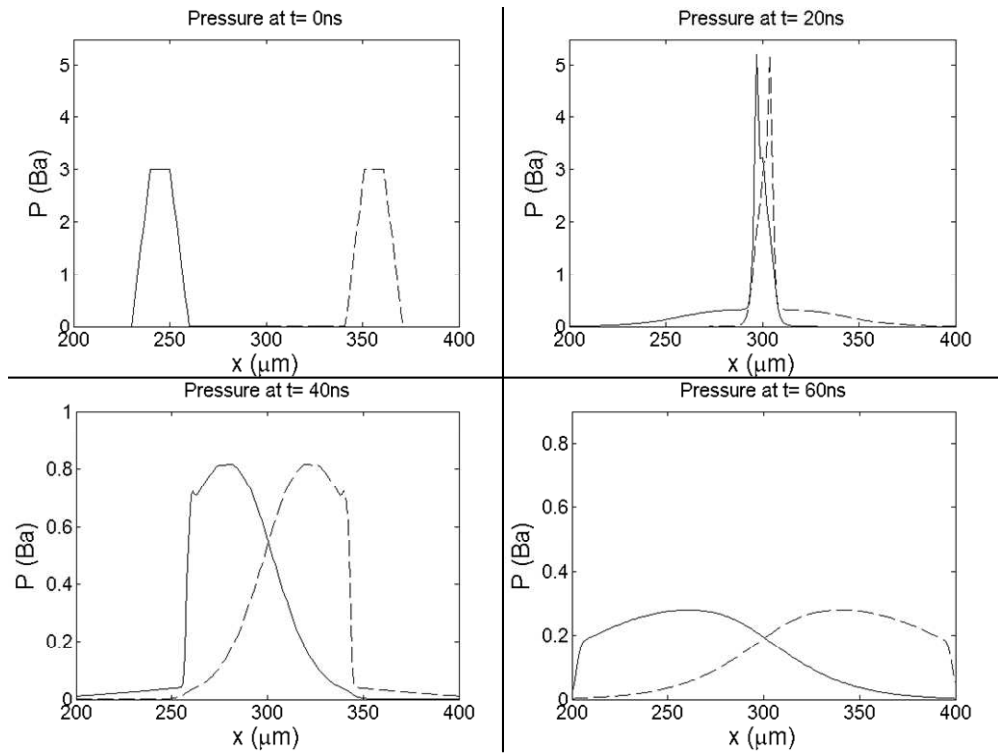 Pressure at t= 0ns
5
4
3
2
1
0
P (Ba)
200 250 300 350 400
x (μm)
Pressure at t= 20ns
5
4
3
2
1
0
P (Ba)
200 250 300 350 400
x (μm)
Pressure at t= 40ns
1
0.8
0.6
0.4
0.2
0
P (Ba)
200 250 300 350 400
x (μm)
Pressure at t= 60ns
0.8
0.6
0.4
0.2
0
P (Ba)
200 250 300 350 400
x (μm)